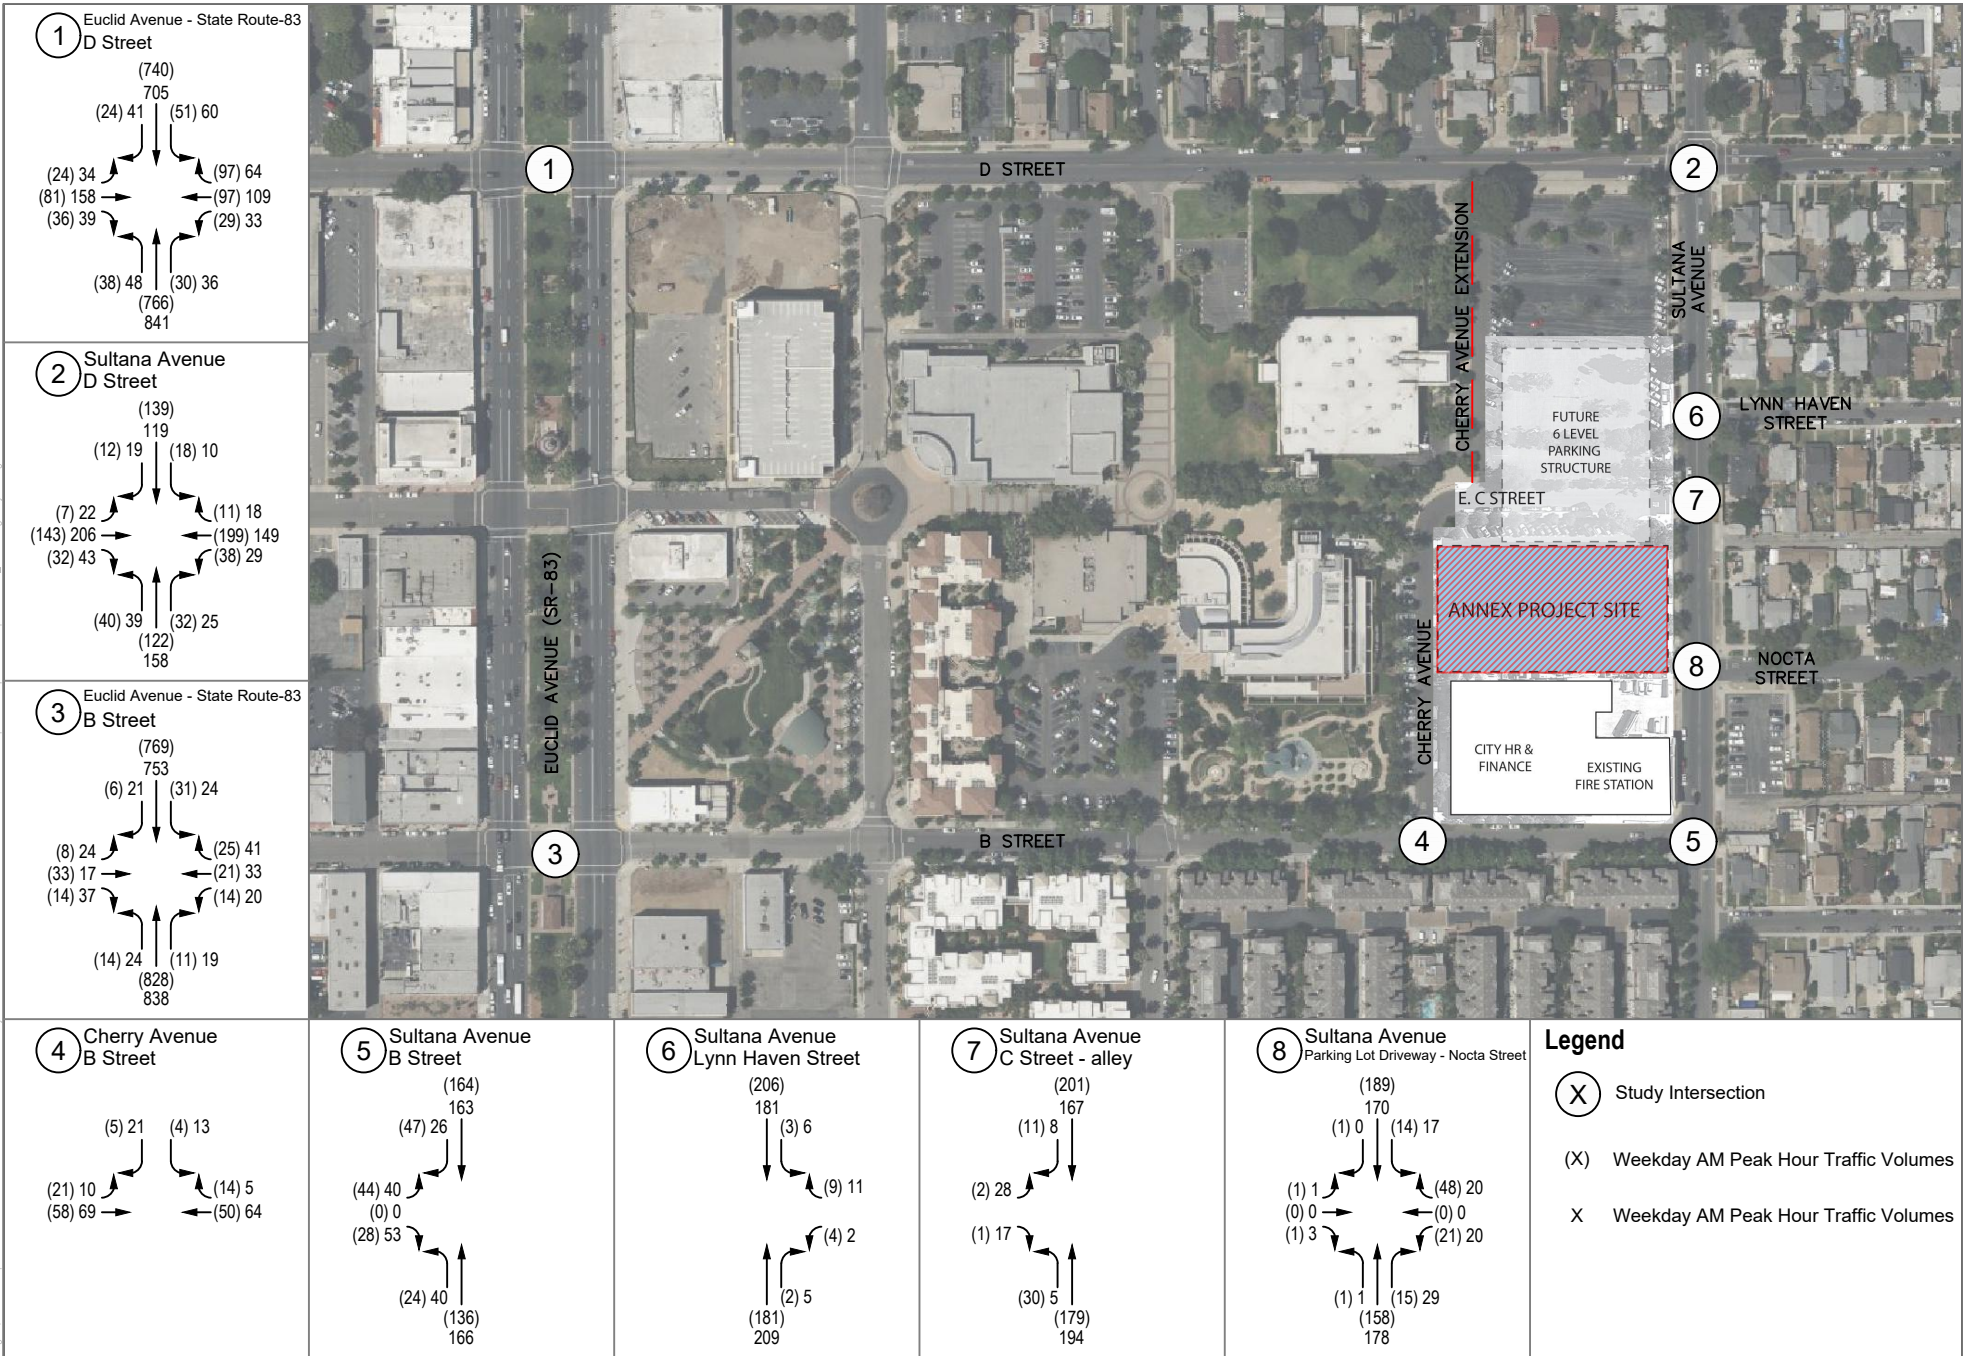 1
Euclid Avenue - State Route-83
D Street
(740)
705
(24) 41
(51) 60
(24) 34
(81) 158
(36) 39
(97) 64
(97) 109
(29) 33
(38) 48
(30) 36
(766)
841
2
Sultana Avenue
D Street
(139)
119
(12) 19
(18) 10
(7) 22
(143) 206
(32) 43
(11) 18
(199) 149
(38) 29
(40) 39
(32) 25
(122)
158
3
Euclid Avenue - State Route-83
B Street
(769)
753
(6) 21
(31) 24
(8) 24
(33) 17
(14) 37
(25) 41
(21) 33
(14) 20
(14) 24
(11) 19
(828)
838
1
D STREET
2
CHERRY AVENUE EXTENSION
SULTANA
AVENUE
FUTURE
6 LEVEL
PARKING
STRUCTURE
6
LYNN HAVEN
STREET
E. C STREET
7
EUCLID AVENUE (SR-83)
ANNEX PROJECT SITE
CHERRY AVENUE
8
NOCTA
STREET
CITY HR &
FINANCE
EXISTING
FIRE STATION
3
B STREET
4
5
4
Cherry Avenue
B Street
(5) 21
(4) 13
(21) 10
(58) 69
(14) 5
(50) 64
5
Sultana Avenue
B Street
(164)
163
(47) 26
(44) 40
(0) 0
(28) 53
(24) 40
(136)
166
6
Sultana Avenue
Lynn Haven Street
(206)
181
(3) 6
(9) 11
(4) 2
(2) 5
(181)
209
7
Sultana Avenue
C Street - alley
(201)
167
(11) 8
(2) 28
(1) 17
(30) 5
(179)
194
8
Sultana Avenue
Parking Lot Driveway - Nocta Street
(189)
170
(1) 0
(14) 17
(1) 1
(0) 0
(1) 3
(48) 20
(0) 0
(21) 20
(1) 1
(15) 29
(158)
178
Legend
X Study Intersection
(X) Weekday AM Peak Hour Traffic Volumes
X Weekday AM Peak Hour Traffic Volumes